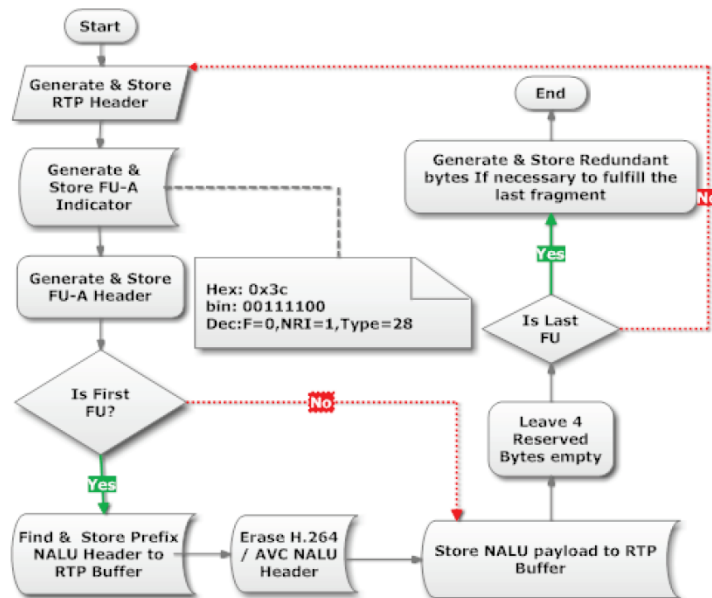 Start
Generate & Store
RTP Header
Generate &
Store FU-A
Indicator
Generate & Store
FU-A Header
Hex: 0x3c
bin: 00111100
Dec:F=0,NRI=1,Type=28
Is First
FU?
No
Yes
Find & Store Prefix
NALU Header to
RTP Buffer
Erase H.264
/ AVC NALU
Header
Store NALU payload to RTP
Buffer
Leave 4
Reserved
Bytes empty
Is Last
FU
Yes
No
Generate & Store Redundant
bytes If necessary to fulfill the
last fragment
End